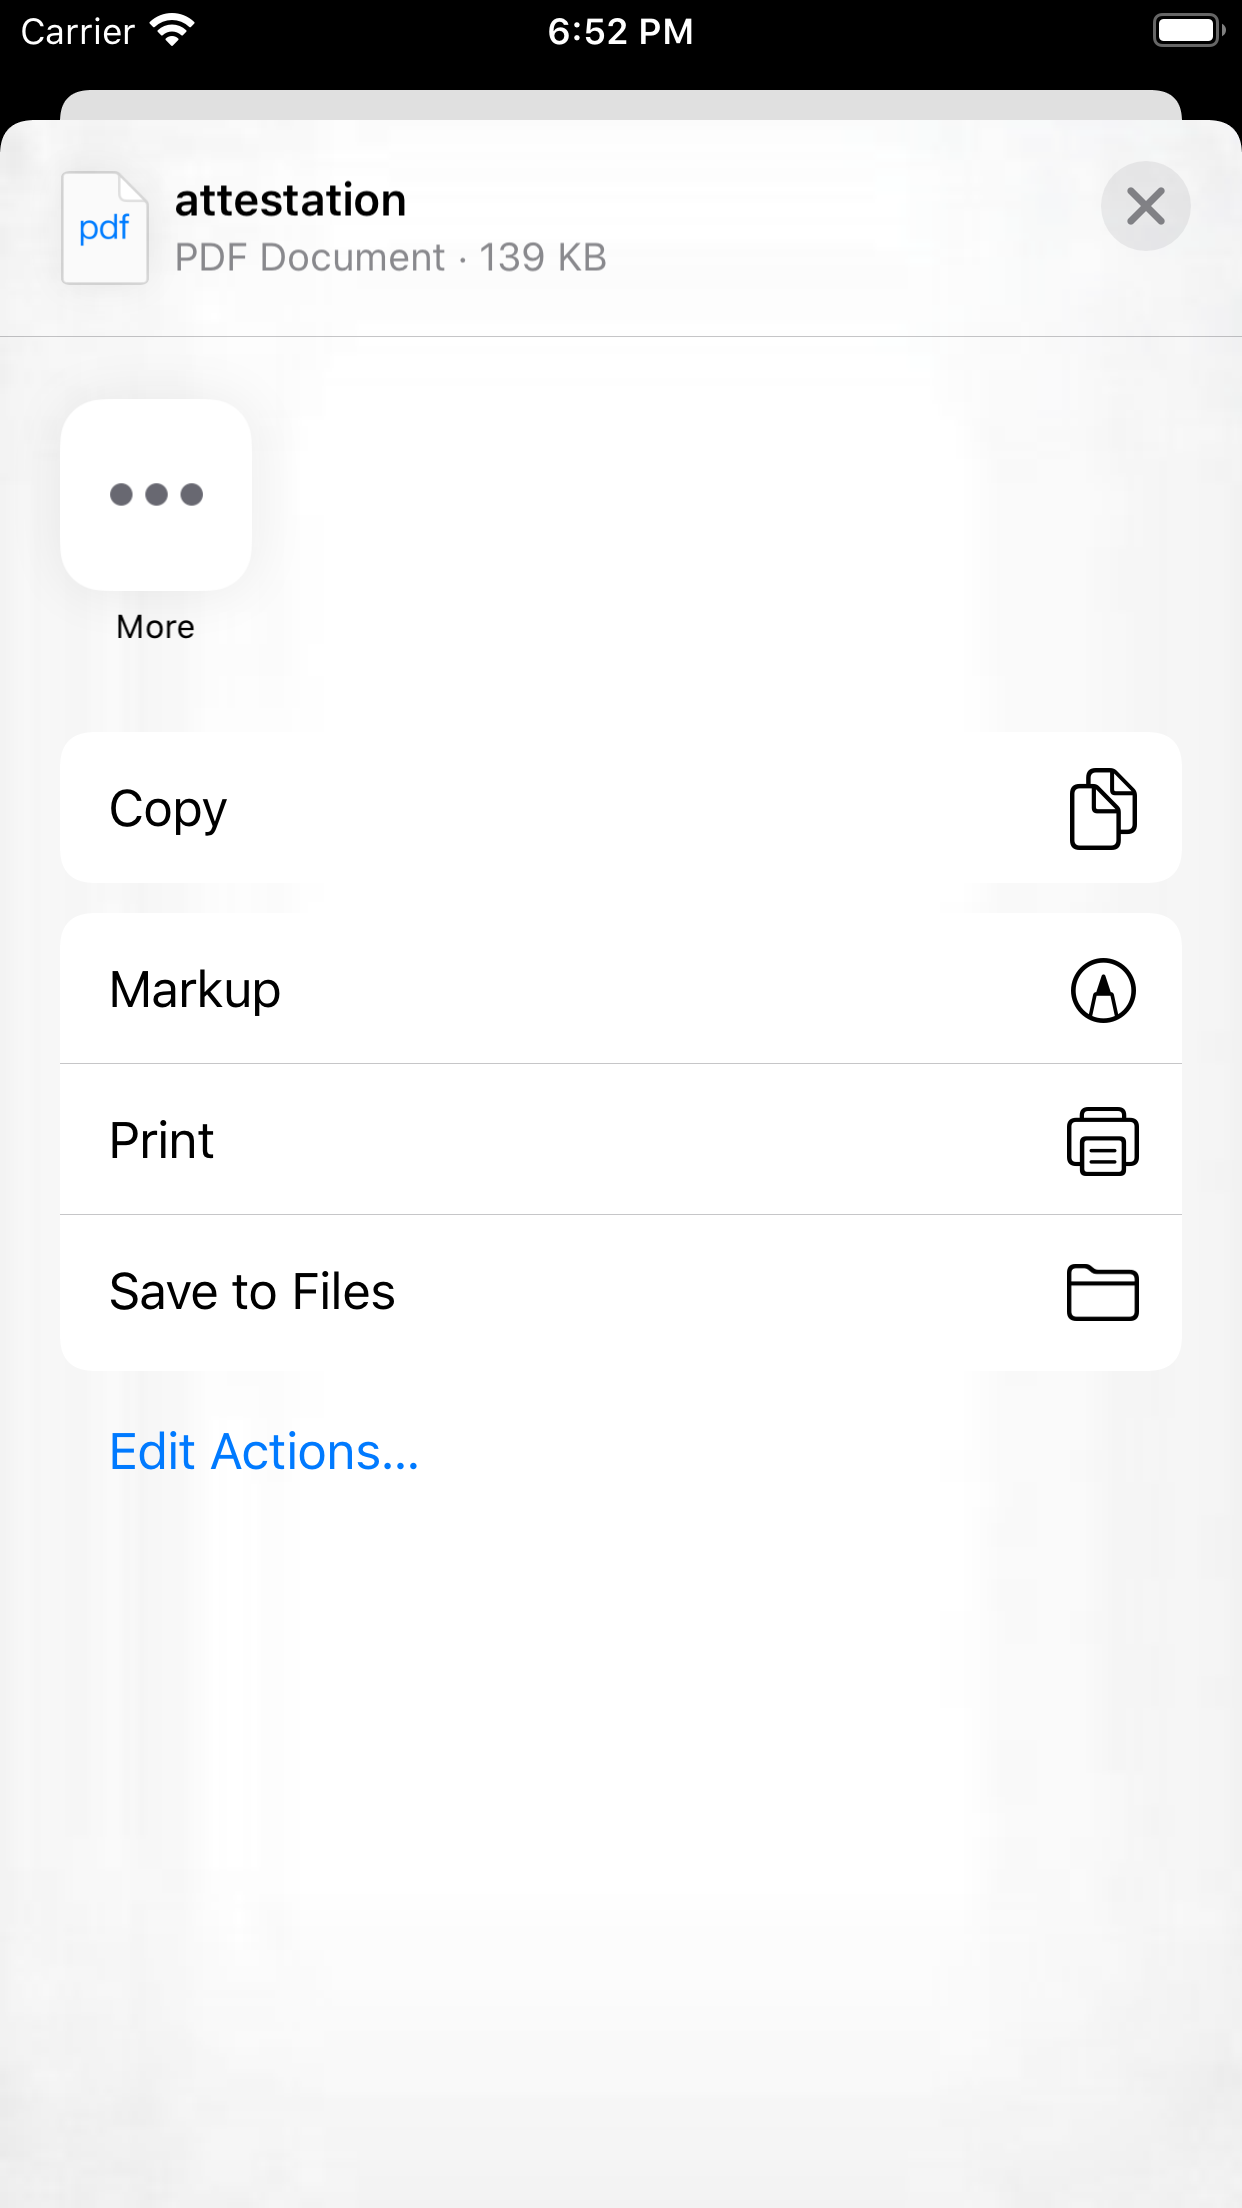 Carrier
6:52 PM
pdf
attestation
PDF Document · 139 KB
More
Copy
Markup
Print
Save to Files
Edit Actions...